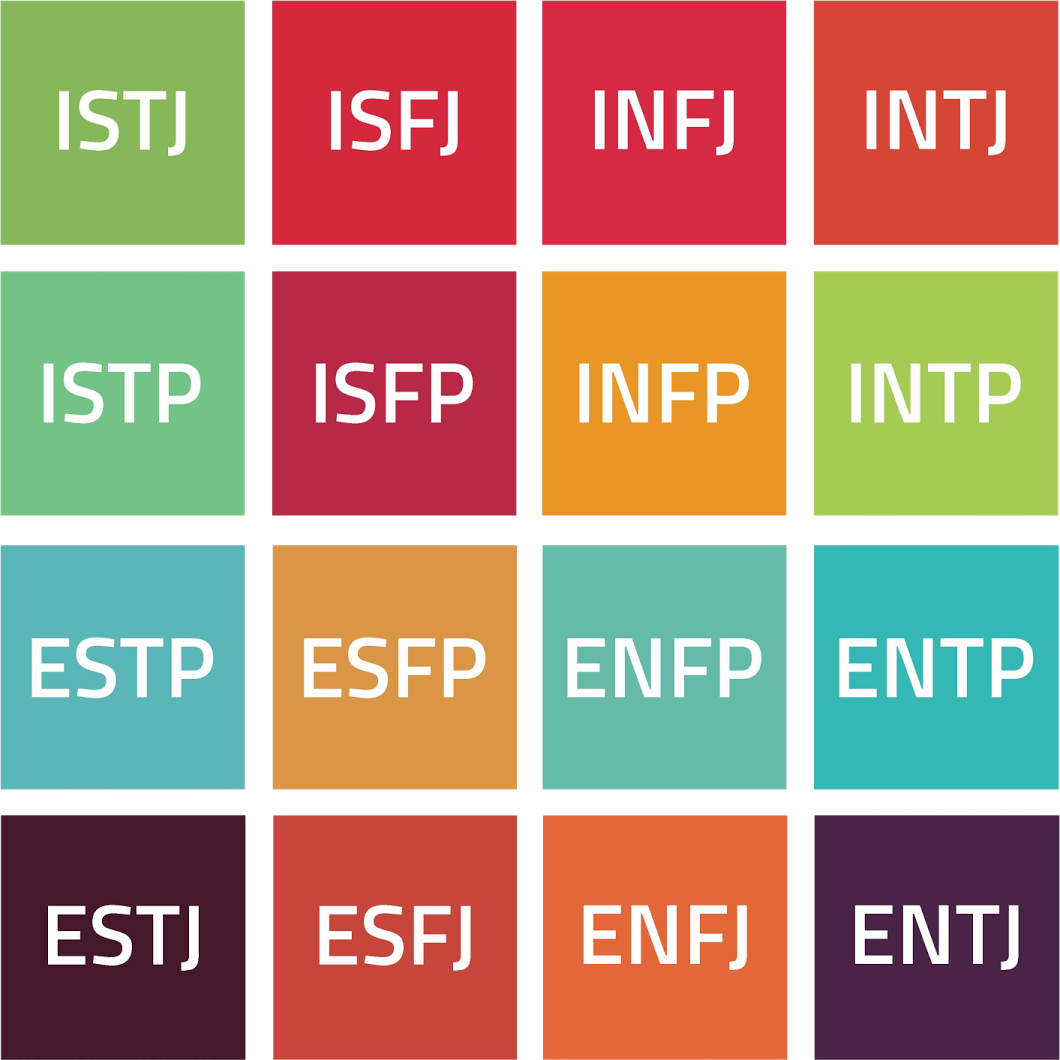 ISTJ ISFJ INFJ INTJ
ISTP ISFP INFP INTP
ESTP ESFP ENFP ENTP
ESTJ ESFJ ENFJ ENTJ